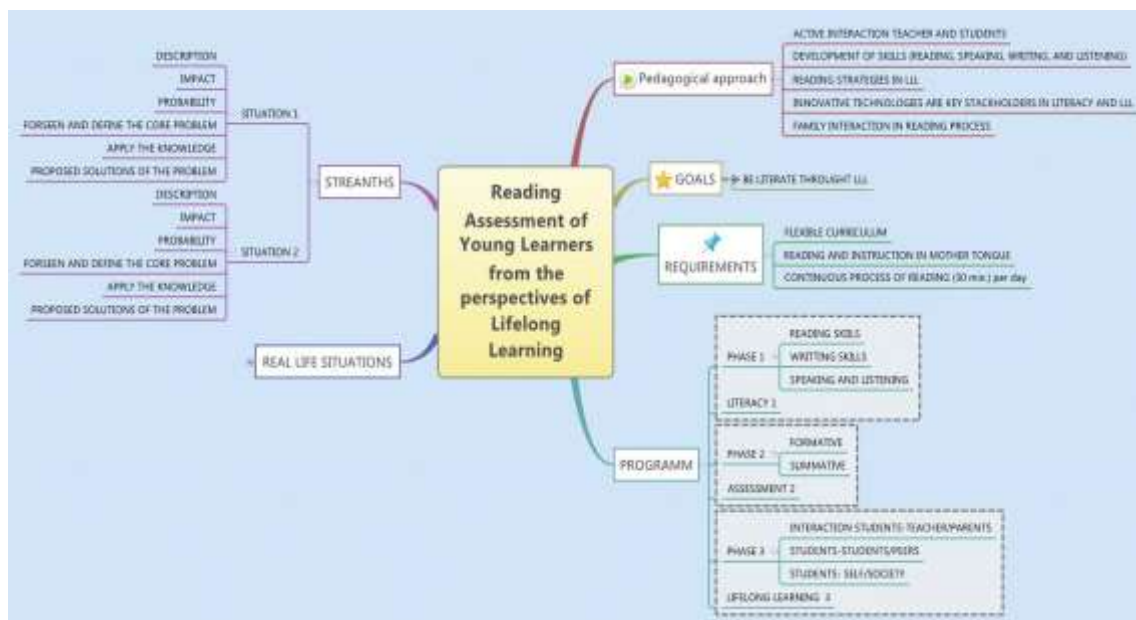 Reading
Assessment of
Young Learners
from the
perspectives of
Lifelong
Learning
Pedagogical approach
ACTIVE INTERACTION TEACHER AND STUDENTS
DEVELOPMENT OF SKILLS (READING, SPEAKING, WRITING, AND LISTENING)
READING STRATEGIES IN LLL
INNOVATIVE TECHNOLOGIES ARE KEY STACKHOLDERS IN LITERACY AND LLL
FAMILY INTERACTION IN READING PROCESS
GOALS
BE LITERATE THROUGHT LLL
REQUIREMENTS
FLEXIBLE CURRICULUM
READING AND INSTRUCTION IN MOTHER TONGUE
CONTINUOUS PROCESS OF READING (30 min.) per day
PROGRAMM
PHASE 1
READING SKILLS
WRITTING SKILLS
SPEAKING AND LISTENING
LITERACY 1
PHASE 2
FORMATIVE
SUMMATIVE
ASSESSMENT 2
PHASE 3
INTERACTION STUDENTS-TEACHER/PARENTS
STUDENTS-STUDENTS/PEERS
STUDENTS- SELF/SOCIETY
LIFELONG LEARNING 3
STREANTHS
SITUATION 1
DESCRIPTION
IMPACT
PROBABILITY
FORSEEN AND DEFINE THE CORE PROBLEM
APPLY THE KNOWLEDGE
PROPOSED SOLUTIONS OF THE PROBLEM
SITUATION 2
DESCRIPTION
IMPACT
PROBABILITY
FORSEEN AND DEFINE THE CORE PROBLEM
APPLY THE KNOWLEDGE
PROPOSED SOLUTIONS OF THE PROBLEM
REAL LIFE SITUATIONS